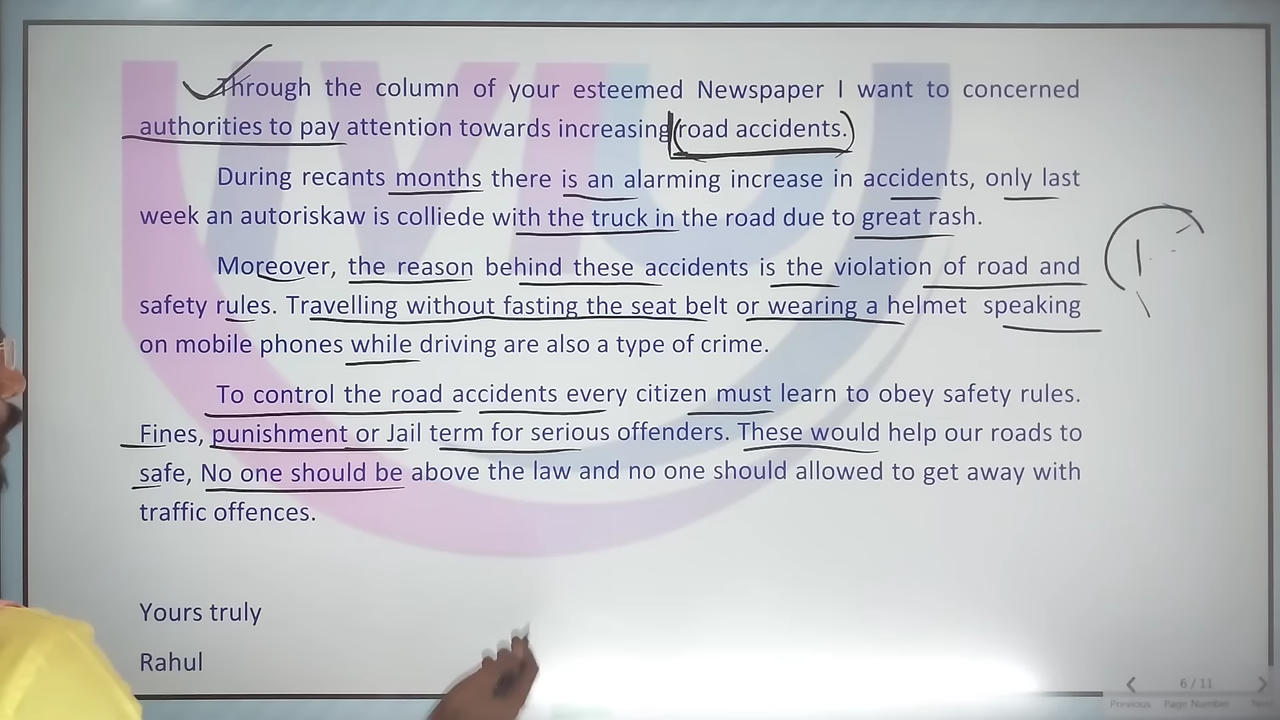 Through the column of your esteemed Newspaper I want to concerned
authorities to pay attention towards increasing road accidents.
During recants months there is an alarming increase in accidents, only last
week an autoriskaw is colliede with the truck in the road due to great rash.
Moreover, the reason behind these accidents is the violation of road and
safety rules. Travelling without fasting the seat belt or wearing a helmet speaking
on mobile phones while driving are also a type of crime.
To control the road accidents every citizen must learn to obey safety rules.
Fines, punishment or Jail term for serious offenders. These would help our roads to
safe, No one should be above the law and no one should allowed to get away with
traffic offences.
Yours truly
Rahul
6 / 11
Previous Page Number